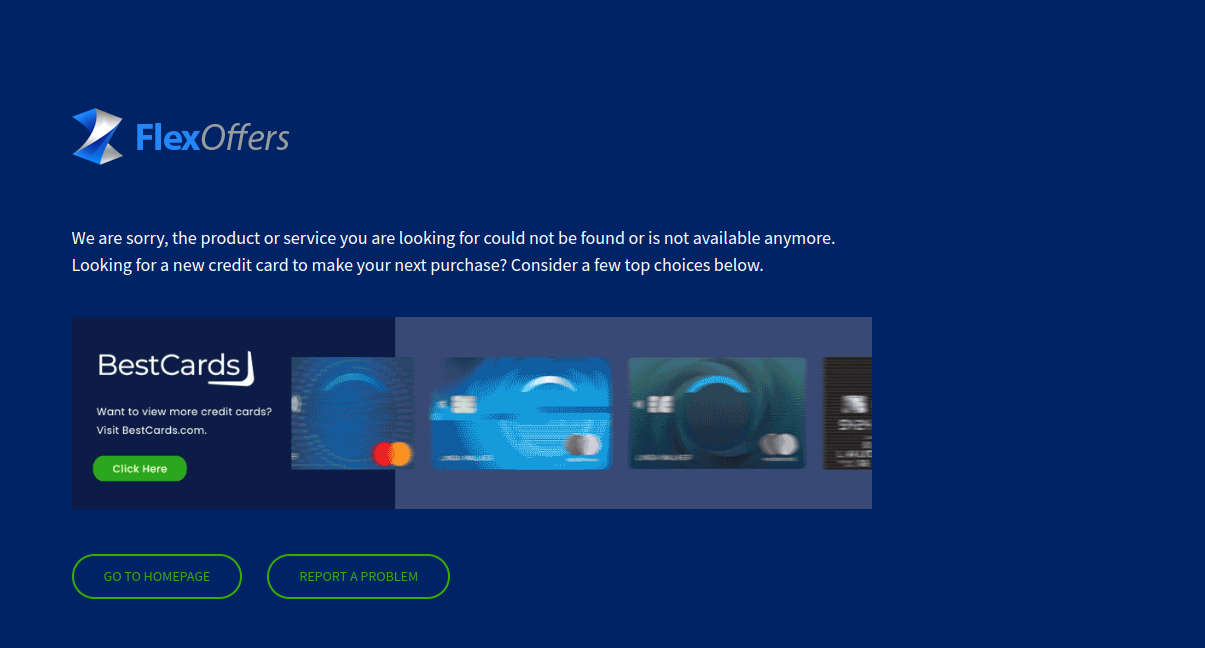 FlexOffers
We are sorry, the product or service you are looking for could not be found or is not available anymore.
Looking for a new credit card to make your next purchase? Consider a few top choices below.
BestCards
Want to view more credit cards?
Visit BestCards.com.
Click Here
GO TO HOMEPAGE
REPORT A PROBLEM